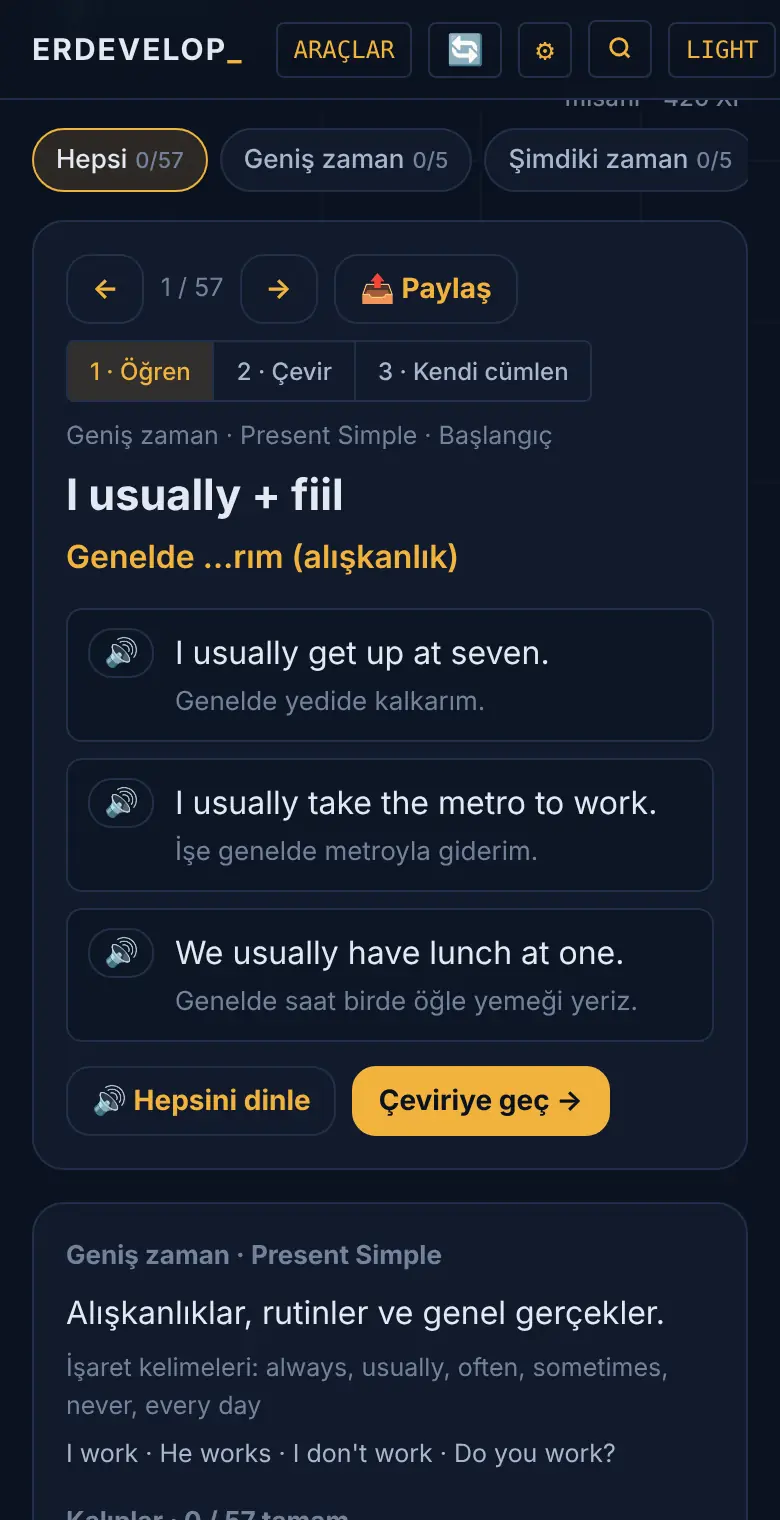 ERDEVELOP_ ARAÇLAR LIGHT
Hepsi 0/57 Geniş zaman 0/5 Şimdiki zaman 0/5
← 1 / 57 → Paylaş
1 · Öğren 2 · Çevir 3 · Kendi cümlen
Geniş zaman · Present Simple · Başlangıç
I usually + fiil
Genelde ...rım (alışkanlık)
I usually get up at seven.
Genelde yedide kalkarım.
I usually take the metro to work.
İşe genelde metroyla giderim.
We usually have lunch at one.
Genelde saat birde öğle yemeği yeriz.
Hepsini dinle Çeviriye geç →
Geniş zaman · Present Simple
Alışkanlıklar, rutinler ve genel gerçekler.
İşaret kelimeleri: always, usually, often, sometimes,
never, every day
I work · He works · I don't work · Do you work?
Kalıplar · 0 / 57 tamam